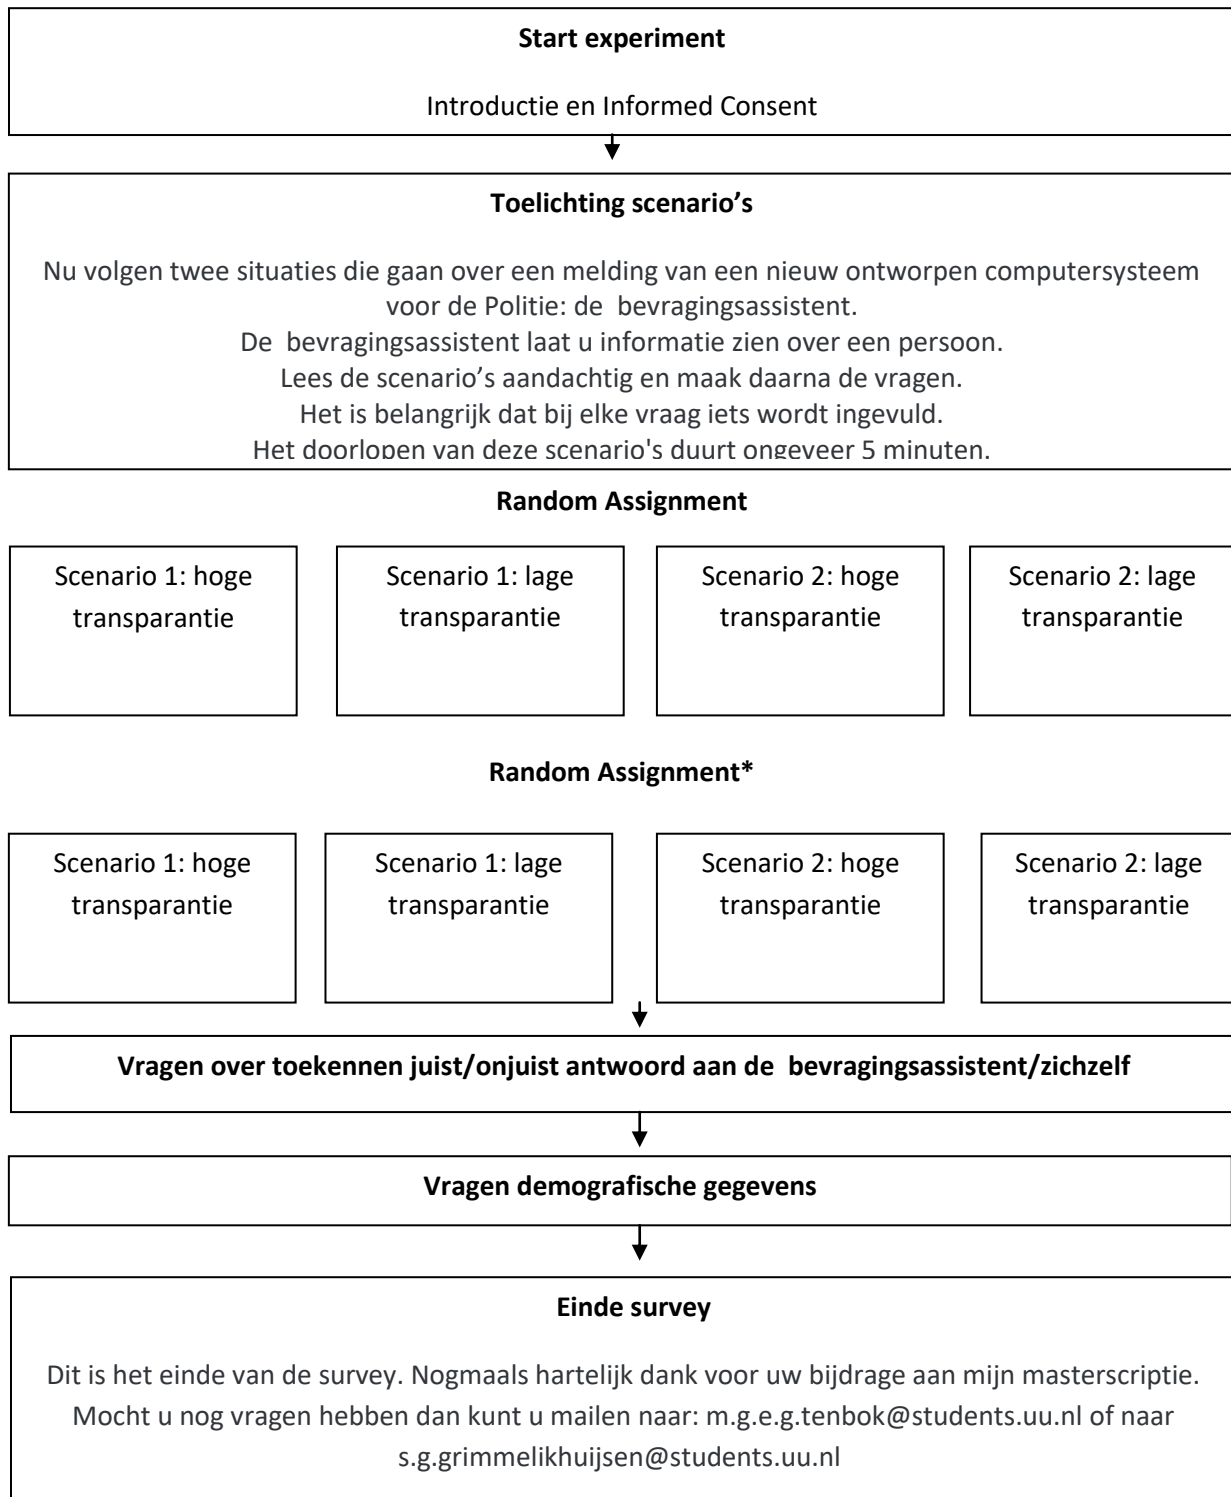 Start experiment
Introductie en Informed Consent
Toelichting scenario’s
Nu volgen twee situaties die gaan over een melding van een nieuw ontworpen computersysteem
voor de Politie: de bevragingsassistent.
De bevragingsassistent laat u informatie zien over een persoon.
Lees de scenario’s aandachtig en maak daarna de vragen.
Het is belangrijk dat bij elke vraag iets wordt ingevuld.
Het doorlopen van deze scenario's duurt ongeveer 5 minuten.
Random Assignment
Scenario 1: hoge
transparantie
Scenario 1: lage
transparantie
Scenario 2: hoge
transparantie
Scenario 2: lage
transparantie
Random Assignment*
Scenario 1: hoge
transparantie
Scenario 1: lage
transparantie
Scenario 2: hoge
transparantie
Scenario 2: lage
transparantie
Vragen over toekennen juist/onjuist antwoord aan de bevragingsassistent/zichzelf
Vragen demografische gegevens
Einde survey
Dit is het einde van de survey. Nogmaals hartelijk dank voor uw bijdrage aan mijn masterscriptie.
Mocht u nog vragen hebben dan kunt u mailen naar: m.g.e.g.tenbok@students.uu.nl of naar
s.g.grimmelikhuijsen@students.uu.nl